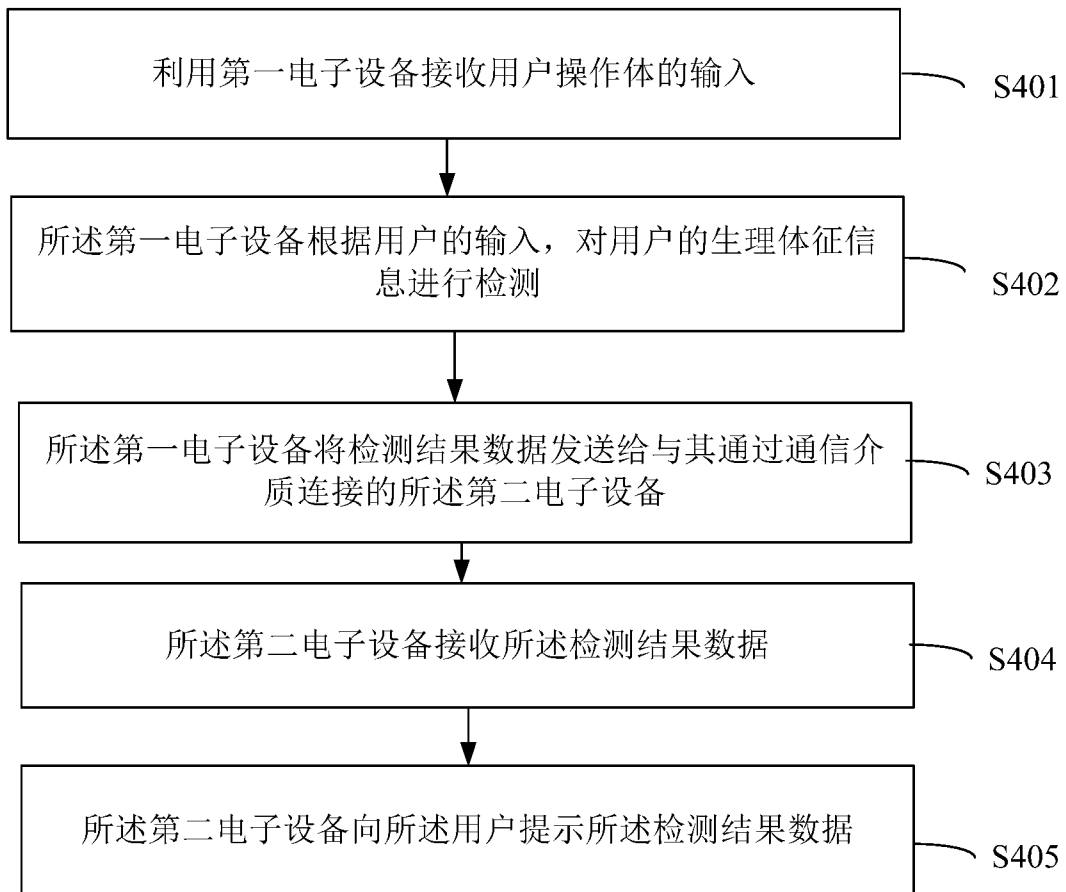 利用第一电子设备接收用户操作体的输入
S401
所述第一电子设备根据用户的输入，对用户的生理体征信
息进行检测
S402
所述第一电子设备将检测结果数据发送给与其通过通信介
质连接的所述第二电子设备
S403
所述第二电子设备接收所述检测结果数据
S404
所述第二电子设备向所述用户提示所述检测结果数据
S405